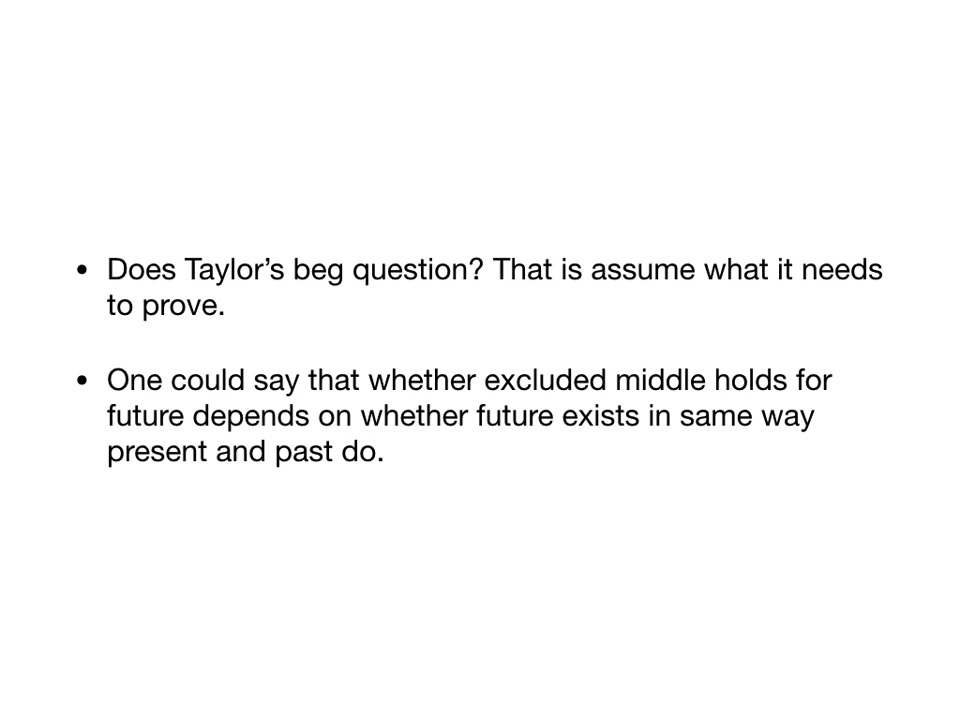 • Does Taylor’s beg question? That is assume what it needs
to prove.
• One could say that whether excluded middle holds for
future depends on whether future exists in same way
present and past do.